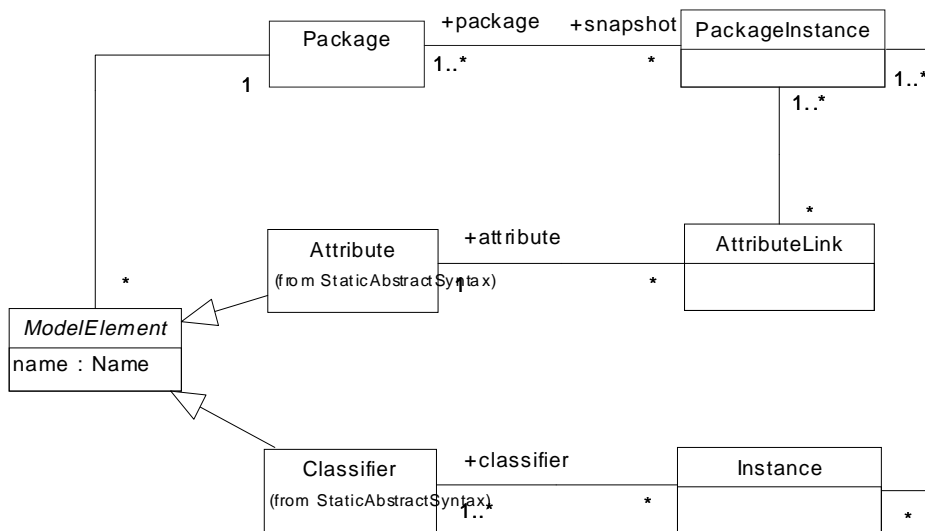 +package
+snapshot
Package
PackageInstance
1
1..*
*
1..*
1..*
*
+attribute
Attribute
AttributeLink
(from StaticAbstractSyntax)
1
*
*
ModelElement
name : Name
+classifier
Classifier
Instance
(from StaticAbstractSyntax)
1..*
*
*